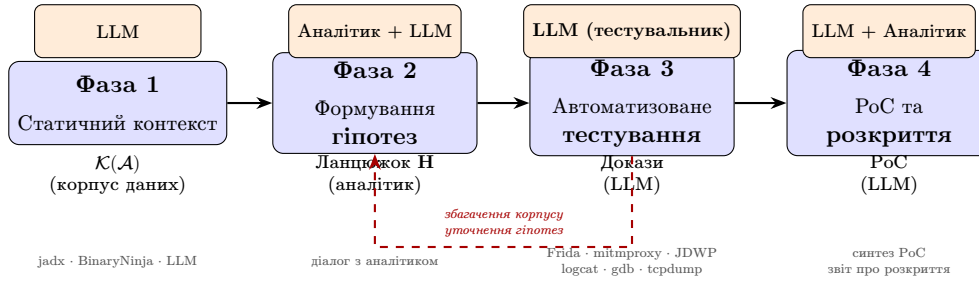 LLM
Аналітик + LLM
LLM (тестувальник)
LLM + Аналітик
Фаза 1
Статичний контекст
Фаза 2
Формування
гіпотез
Фаза 3
Автоматизоване
тестування
Фаза 4
PoC та
розкриття
𝒦(𝒜)
(корпус даних)
Ланцюжок H
(аналітик)
Докази
(LLM)
PoC
(LLM)
збагачення корпусу
уточнення гіпотез
jadx · BinaryNinja · LLM
діалог з аналітиком
Frida · mitmproxy · JDWP
logcat · gdb · tcpdump
синтез PoC
звіт про розкриття